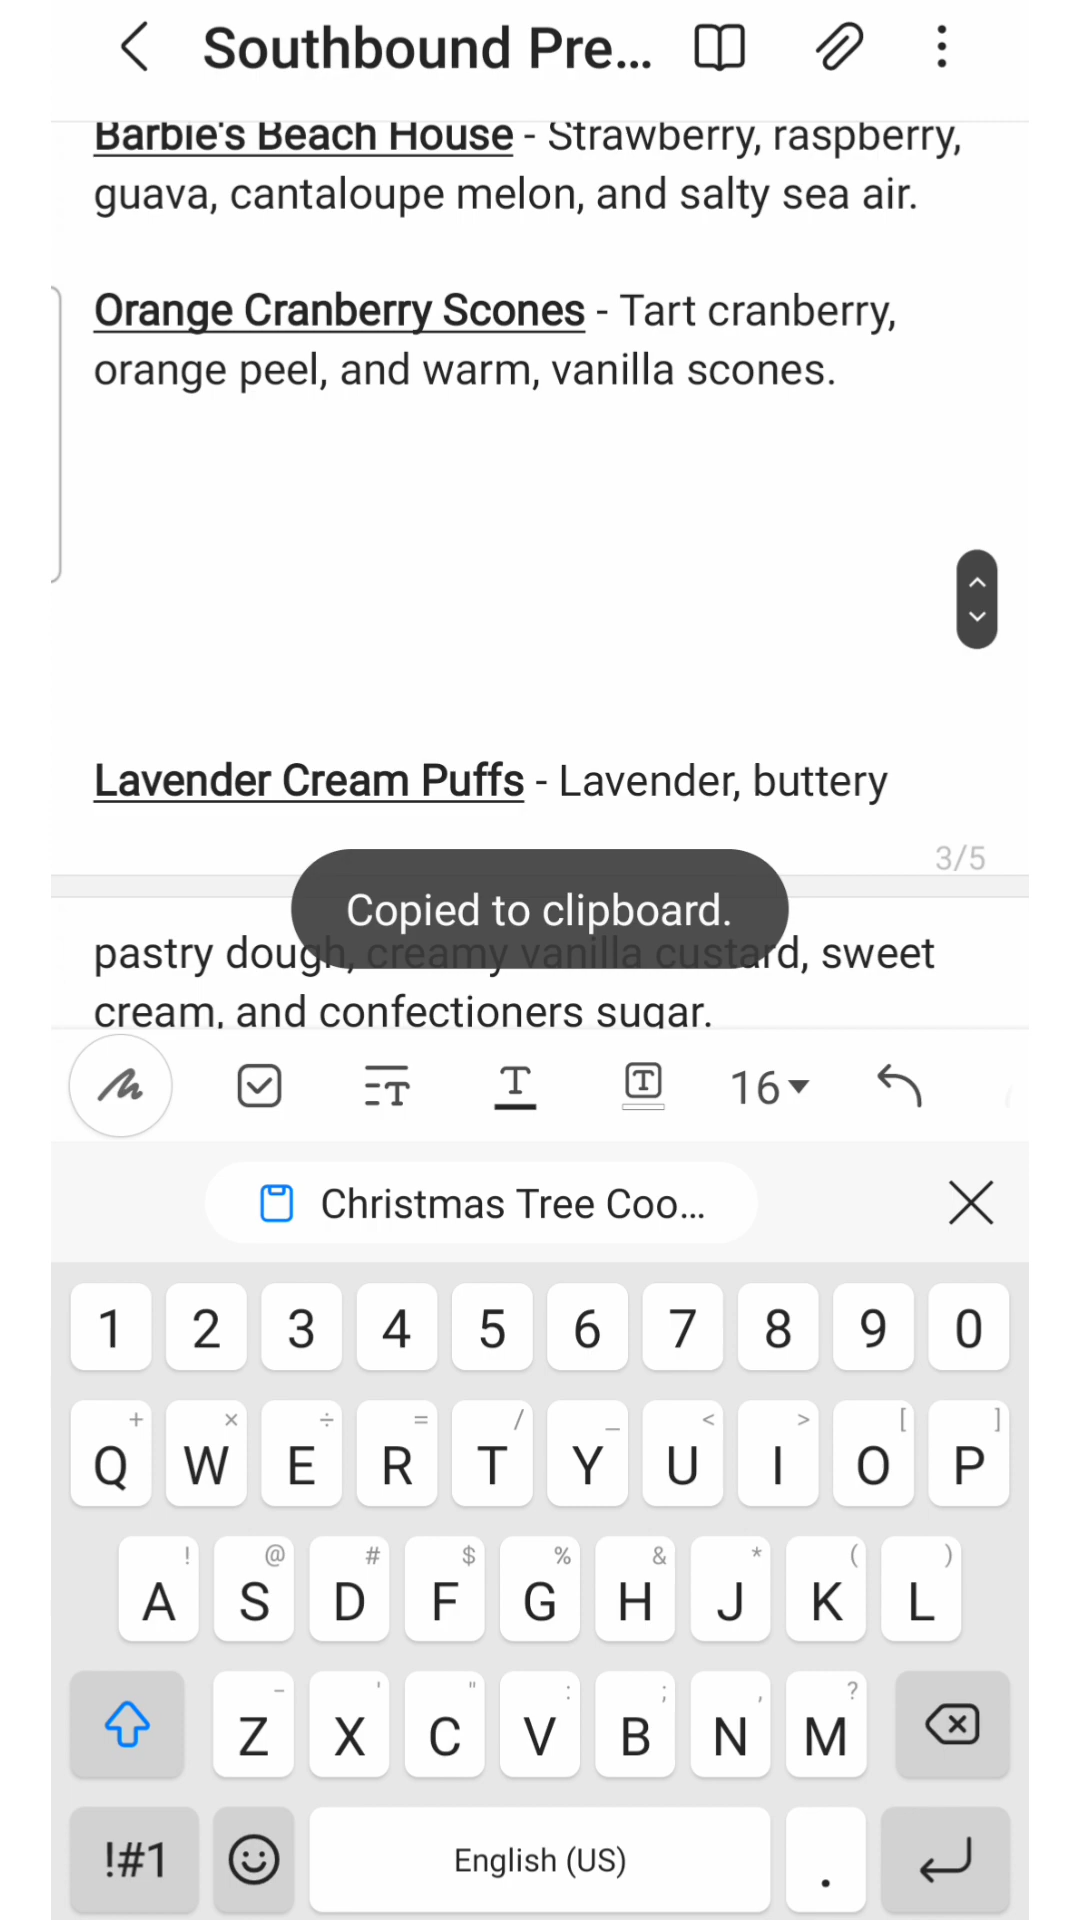 Southbound Pre...
Barbie's Beach House - Strawberry, raspberry,
guava, cantaloupe melon, and salty sea air.
Orange Cranberry Scones - Tart cranberry,
orange peel, and warm, vanilla scones.
Lavender Cream Puffs - Lavender, buttery
3/5
Copied to clipboard.
pastry dough, creamy vanilla custard, sweet
cream, and confectioners sugar.
16
Christmas Tree Coo...
1 2 3 4 5 6 7 8 9 0
+ × ÷ = / _ < > [ ]
Q W E R T Y U I O P
! @ # $ % & * ( )
A S D F G H J K L
- ' " : ; , ?
Z X C V B N M
!#1 English (US) .